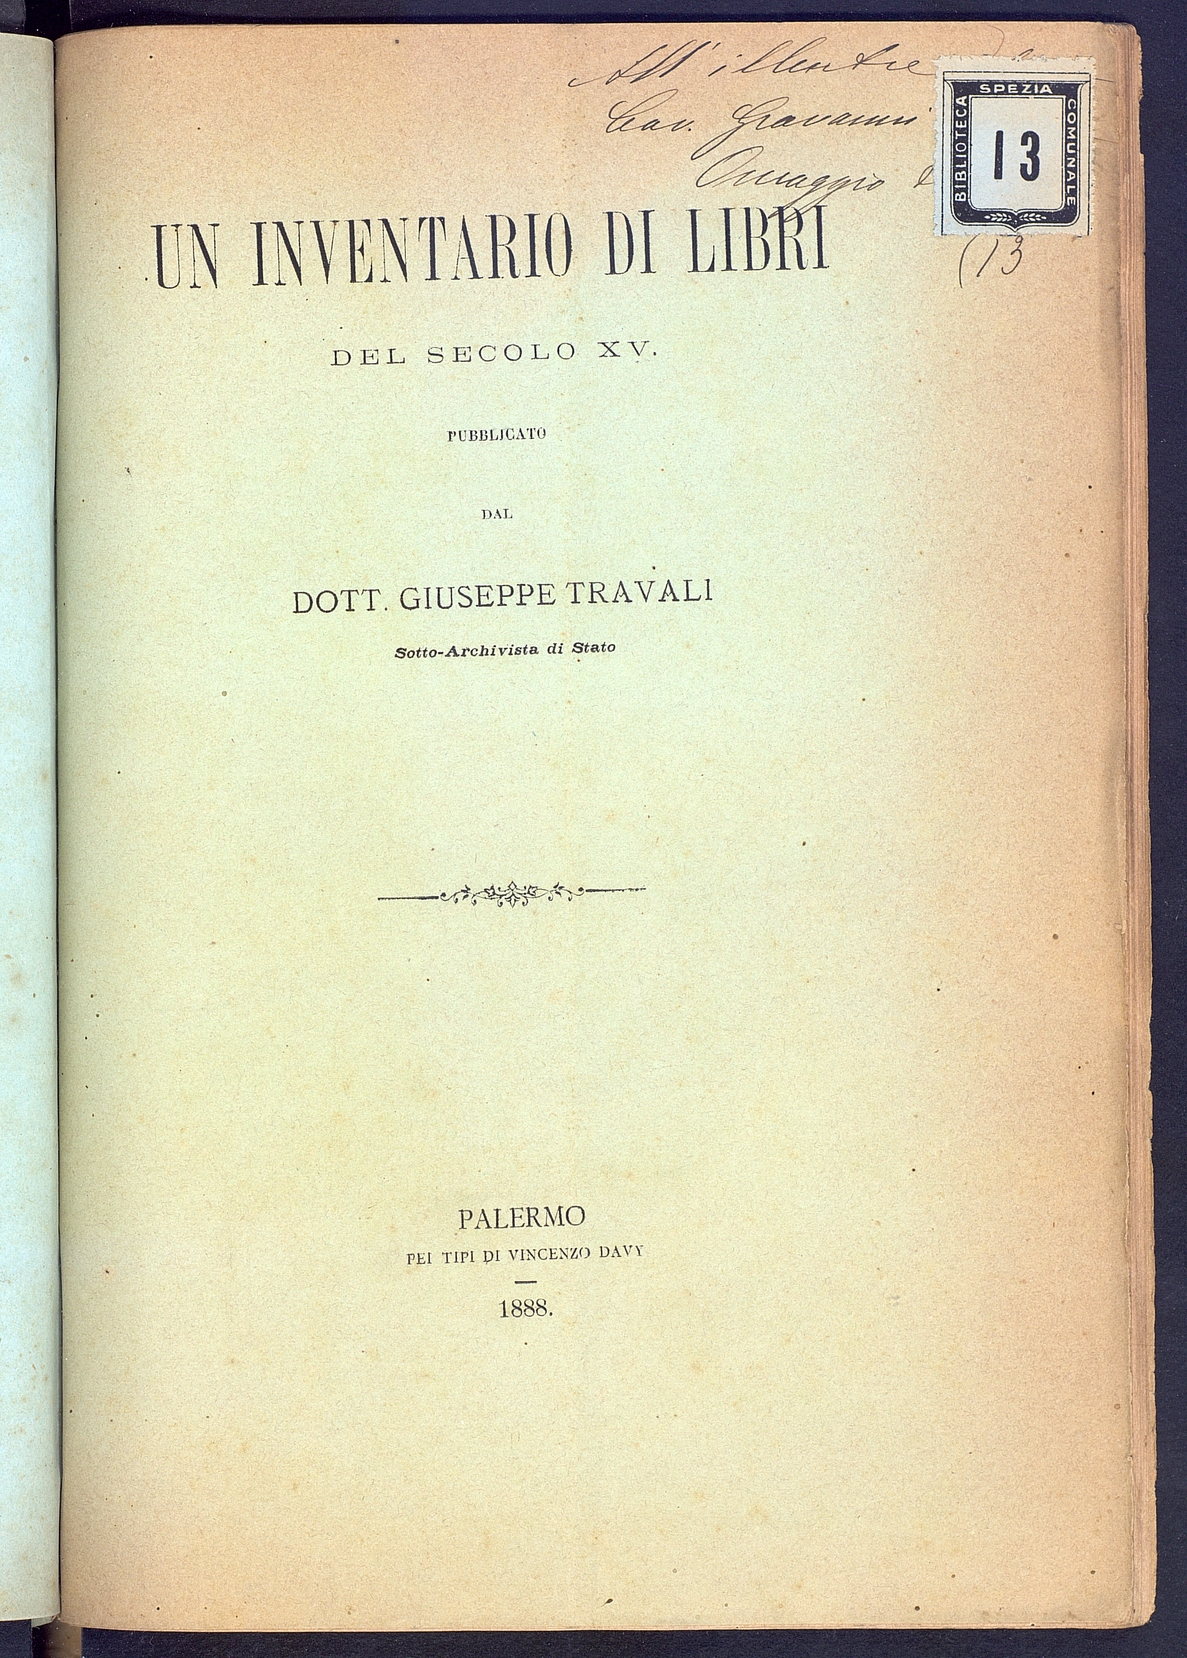 All' illustre
Cav. Giovanni
Omaggio
BIBLIOTECA
SPEZIA
COMUNALE
13
(13
UN INVENTARIO DI LIBRI
DEL SECOLO XV.
PUBBLICATO
DAL
DOTT. GIUSEPPE TRAVALI
Sotto-Archivista di Stato
PALERMO
PEI TIPI DI VINCENZO DAVY
1888.